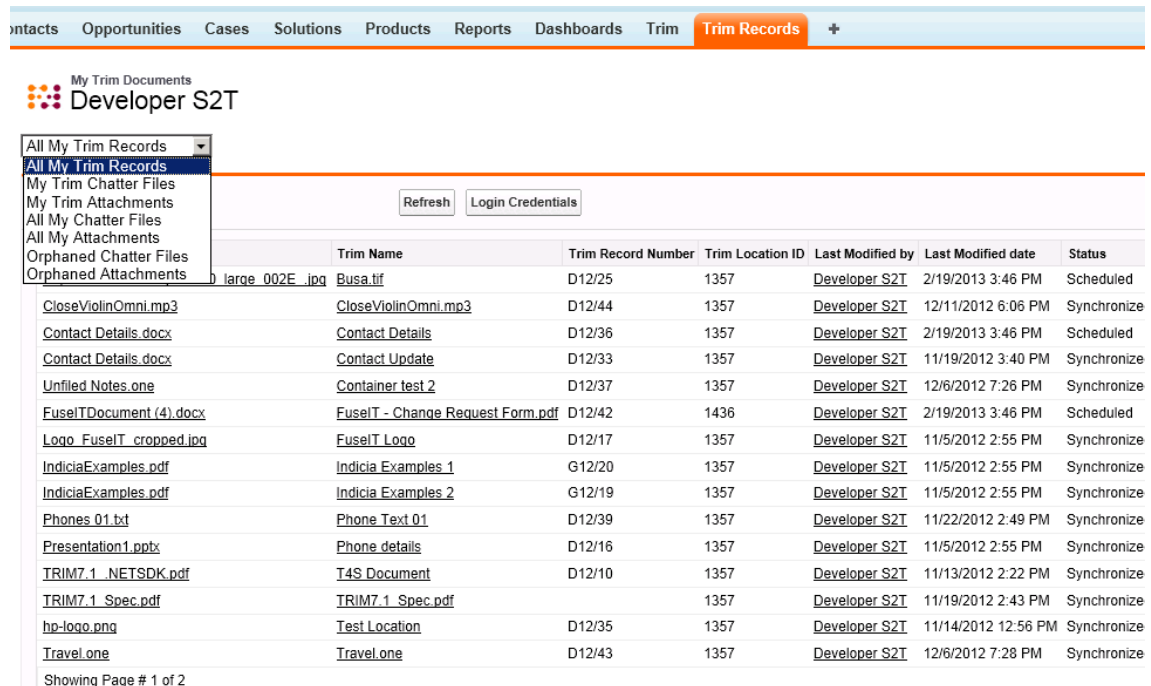 ontacts Opportunities Cases Solutions Products Reports Dashboards Trim Trim Records +
My Trim Documents
Developer S2T
All My Trim Records
All My Trim Records
My Trim Chatter Files
My Trim Attachments
All My Chatter Files
All My Attachments
Orphaned Chatter Files
Orphaned Attachments
Refresh Login Credentials
Trim Name Trim Record Number Trim Location ID Last Modified by Last Modified date Status
large_002E_.jpg Busa.tif D12/25 1357 Developer S2T 2/19/2013 3:46 PM Scheduled
CloseViolinOmni.mp3 CloseViolinOmni.mp3 D12/44 1357 Developer S2T 12/11/2012 6:06 PM Synchronize
Contact Details.docx Contact Details D12/36 1357 Developer S2T 2/19/2013 3:46 PM Scheduled
Contact Details.docx Contact Update D12/33 1357 Developer S2T 11/19/2012 3:40 PM Synchronize
Unfiled Notes.one Container test 2 D12/37 1357 Developer S2T 12/6/2012 7:26 PM Synchronize
FuseITDocument (4).docx FuseIT - Change Request Form.pdf D12/42 1436 Developer S2T 2/19/2013 3:46 PM Scheduled
Logo_FuseIT_cropped.jpg FuseIT Logo D12/17 1357 Developer S2T 11/5/2012 2:55 PM Synchronize
IndiciaExamples.pdf Indicia Examples 1 G12/20 1357 Developer S2T 11/5/2012 2:55 PM Synchronize
IndiciaExamples.pdf Indicia Examples 2 G12/19 1357 Developer S2T 11/5/2012 2:55 PM Synchronize
Phones 01.txt Phone Text 01 D12/39 1357 Developer S2T 11/22/2012 2:49 PM Synchronize
Presentation1.pptx Phone details D12/16 1357 Developer S2T 11/5/2012 2:55 PM Synchronize
TRIM7.1_.NETSDK.pdf T4S Document D12/10 1357 Developer S2T 11/13/2012 2:22 PM Synchronize
TRIM7.1_Spec.pdf TRIM7.1_Spec.pdf 1357 Developer S2T 11/19/2012 2:43 PM Synchronize
hp-logo.png Test Location D12/35 1357 Developer S2T 11/14/2012 12:56 PM Synchronize
Travel.one Travel.one D12/43 1357 Developer S2T 12/6/2012 7:28 PM Synchronize
Showing Page # 1 of 2